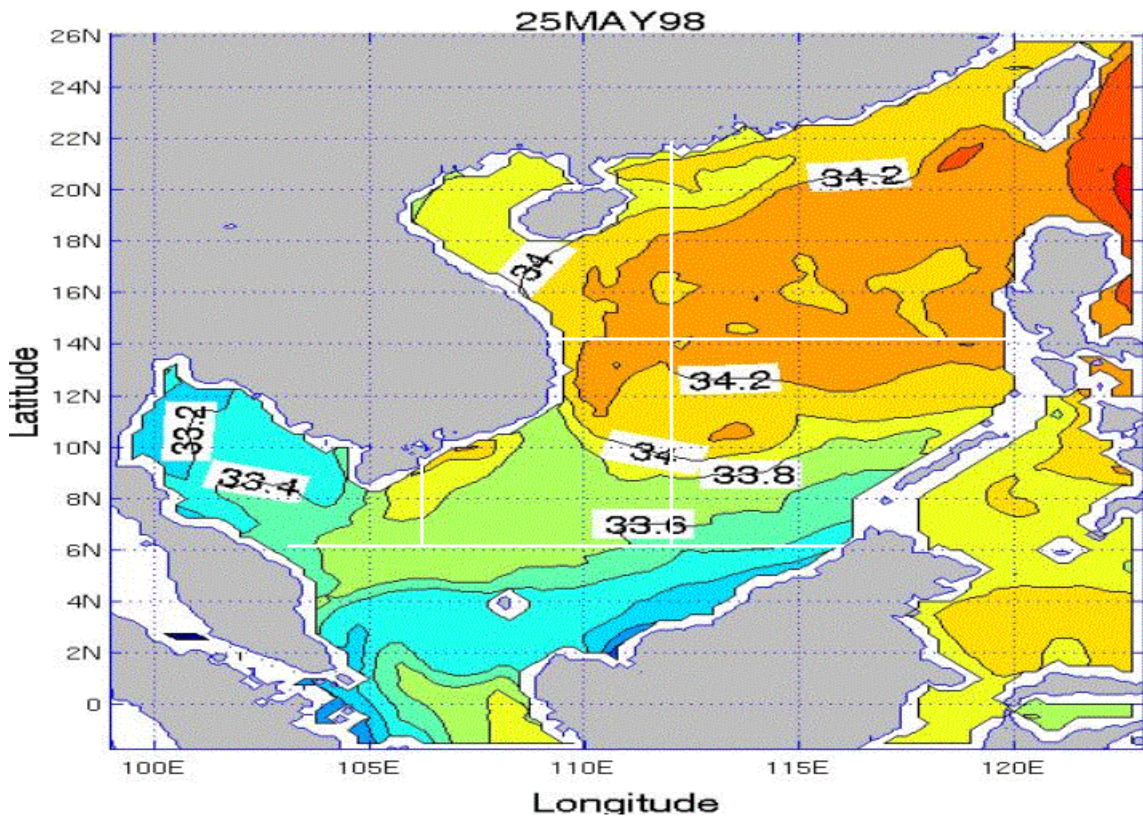 25MAY98
26N
24N
22N
20N
18N
16N
14N
12N
10N
8N
6N
4N
2N
0
Latitude
34.2
34
34.2
33.2
34
33.8
33.4
33.6
100E
105E
110E
115E
120E
Longitude